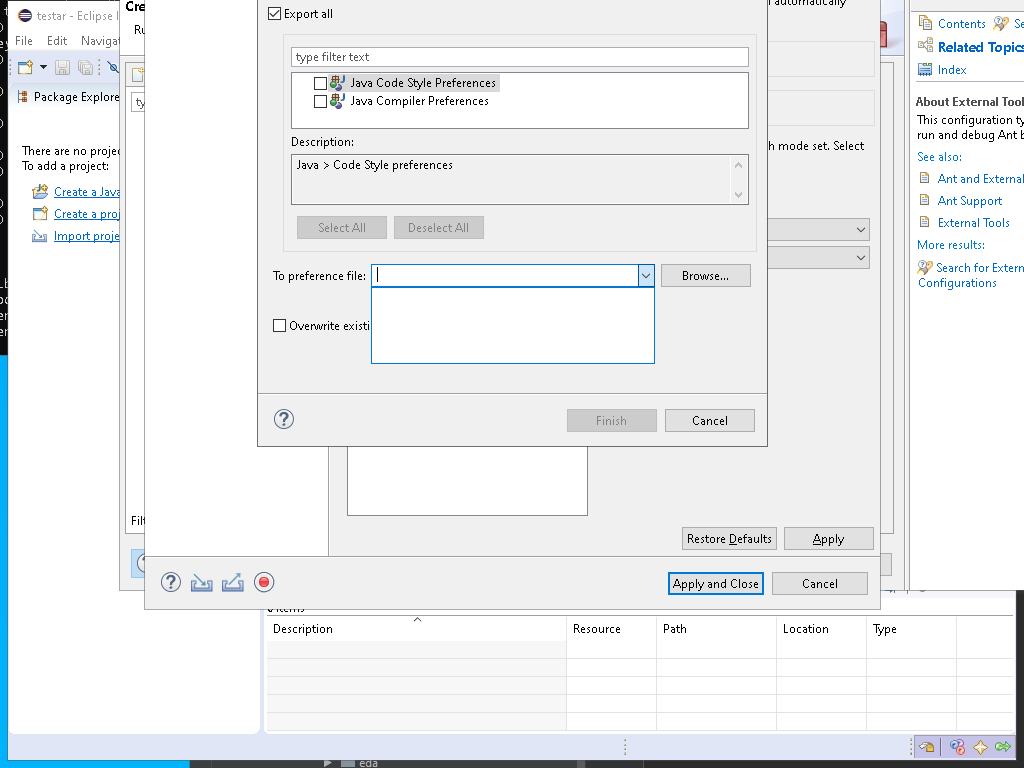 testar - Eclipse I
File Edit Navigat
Package Explore
There are no projec
To add a project:
Create a Java
Create a proj
Import proje
Cre
Ru
ty
Filt
Export all
type filter text
Java Code Style Preferences
Java Compiler Preferences
Description:
Java > Code Style preferences
Select All Deselect All
To preference file: Browse...
Overwrite existi
Finish Cancel
automatically
h mode set. Select
Restore Defaults Apply
Apply and Close Cancel
Contents Se
Related Topics
Index
About External Tool
This configuration ty
run and debug Ant b
See also:
Ant and External
Ant Support
External Tools
More results:
Search for Extern
Configurations
items
Description Resource Path Location Type
eda